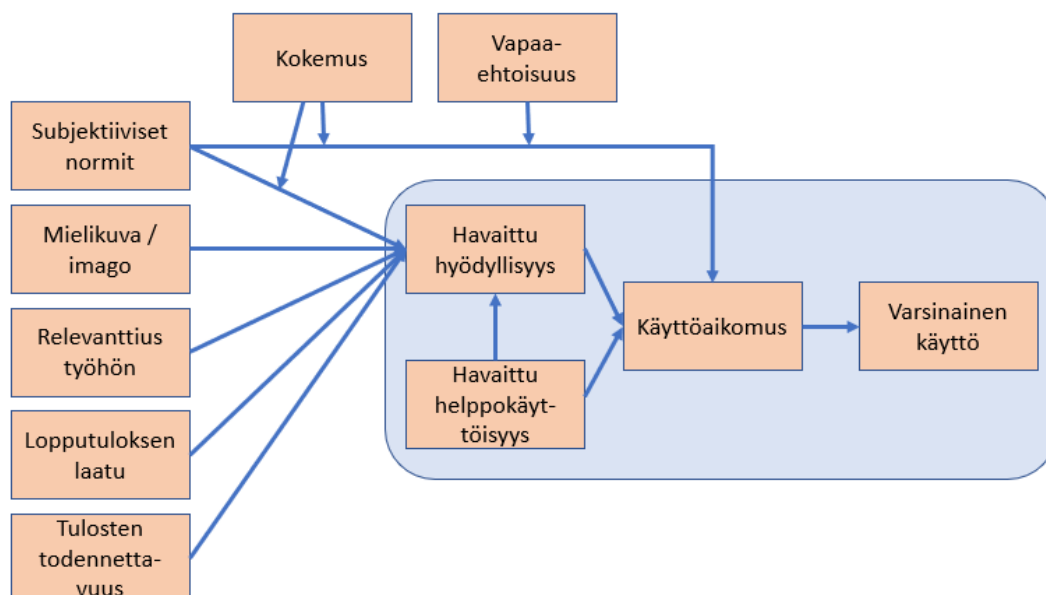 Kokemus
Vapaa-
ehtoisuus
Subjektiiviset
normit
Mielikuva /
imago
Havaittu
hyödyllisyys
Relevanttius
työhön
Käyttöaikomus
Varsinainen
käyttö
Havaittu
helppokäyt-
töisyys
Lopputuloksen
laatu
Tulosten
todennetta-
vuus